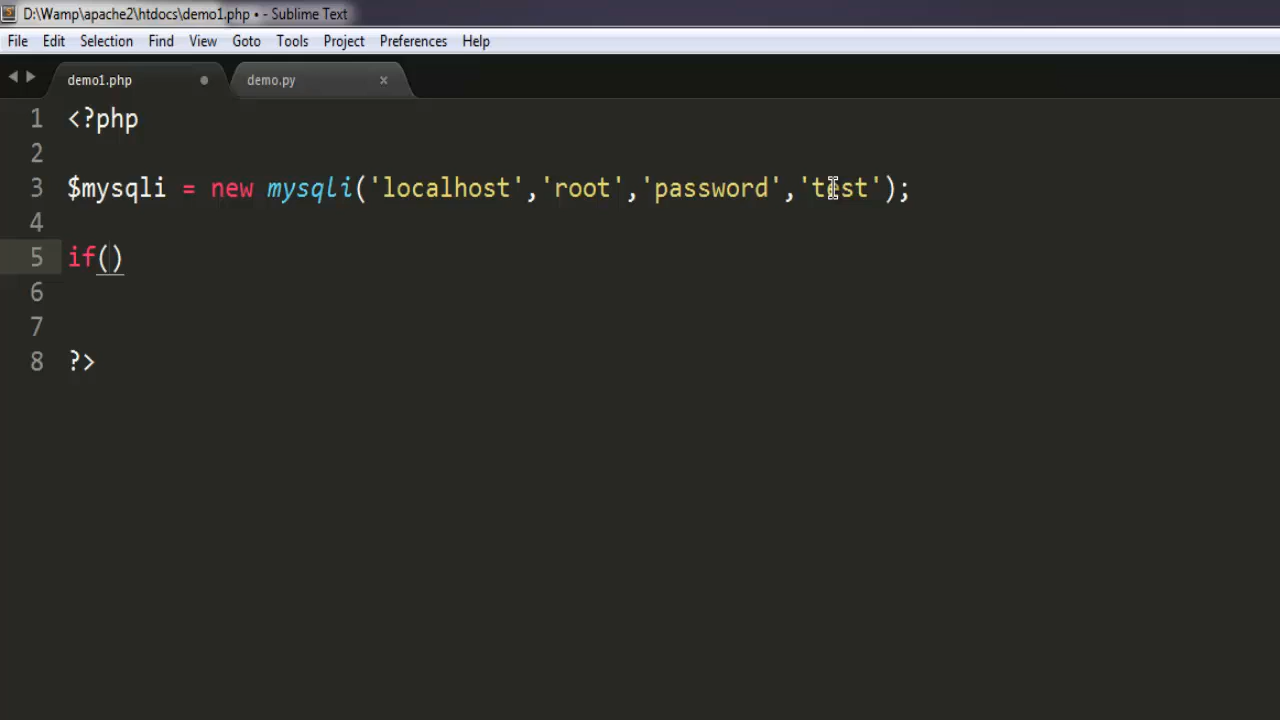 D:\Wamp\apache2\htdocs\demo1.php • - Sublime Text
File Edit Selection Find View Goto Tools Project Preferences Help
demo1.php demo.py ×
1 <?php
2
3 $mysqli = new mysqli('localhost','root','password','test');
4
5 if()
6
7
8 ?>